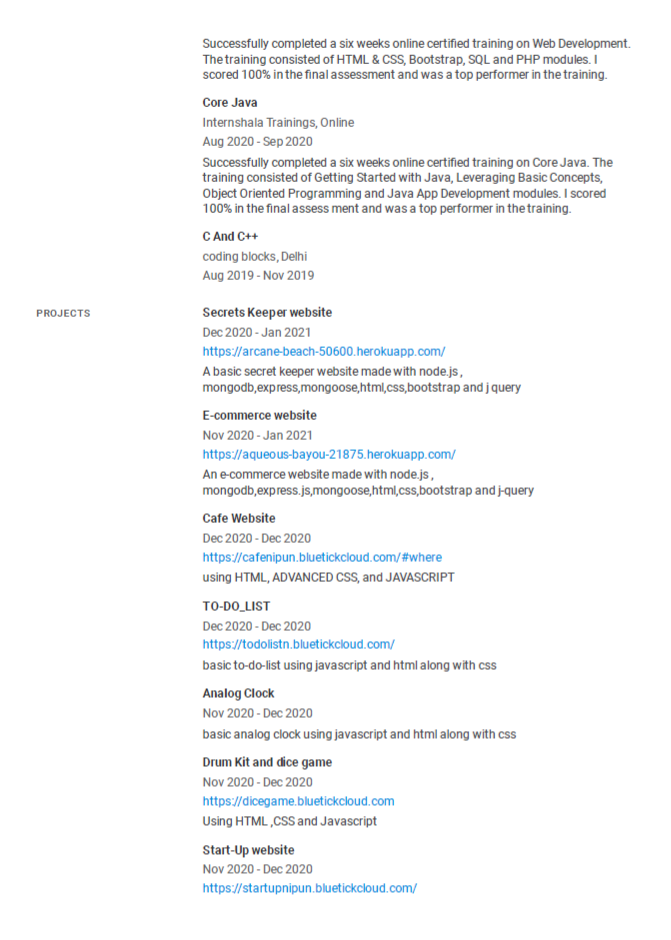 Successfully completed a six weeks online certified training on Web Development.
The training consisted of HTML & CSS, Bootstrap, SQL and PHP modules. I
scored 100% in the final assessment and was a top performer in the training.
Core Java
Internshala Trainings, Online
Aug 2020 - Sep 2020
Successfully completed a six weeks online certified training on Core Java. The
training consisted of Getting Started with Java, Leveraging Basic Concepts,
Object Oriented Programming and Java App Development modules. I scored
100% in the final assess ment and was a top performer in the training.
C And C++
coding blocks, Delhi
Aug 2019 - Nov 2019
PROJECTS
Secrets Keeper website
Dec 2020 - Jan 2021
https://arcane-beach-50600.herokuapp.com/
A basic secret keeper website made with node.js ,
mongodb,express,mongoose,html,css,bootstrap and j query
E-commerce website
Nov 2020 - Jan 2021
https://aqueous-bayou-21875.herokuapp.com/
An e-commerce website made with node.js ,
mongodb,express.js,mongoose,html,css,bootstrap and j-query
Cafe Website
Dec 2020 - Dec 2020
https://cafenipun.bluetickcloud.com/#where
using HTML, ADVANCED CSS, and JAVASCRIPT
TO-DO_LIST
Dec 2020 - Dec 2020
https://todolistn.bluetickcloud.com/
basic to-do-list using javascript and html along with css
Analog Clock
Nov 2020 - Dec 2020
basic analog clock using javascript and html along with css
Drum Kit and dice game
Nov 2020 - Dec 2020
https://dicegame.bluetickcloud.com
Using HTML ,CSS and Javascript
Start-Up website
Nov 2020 - Dec 2020
https://startupnipun.bluetickcloud.com/